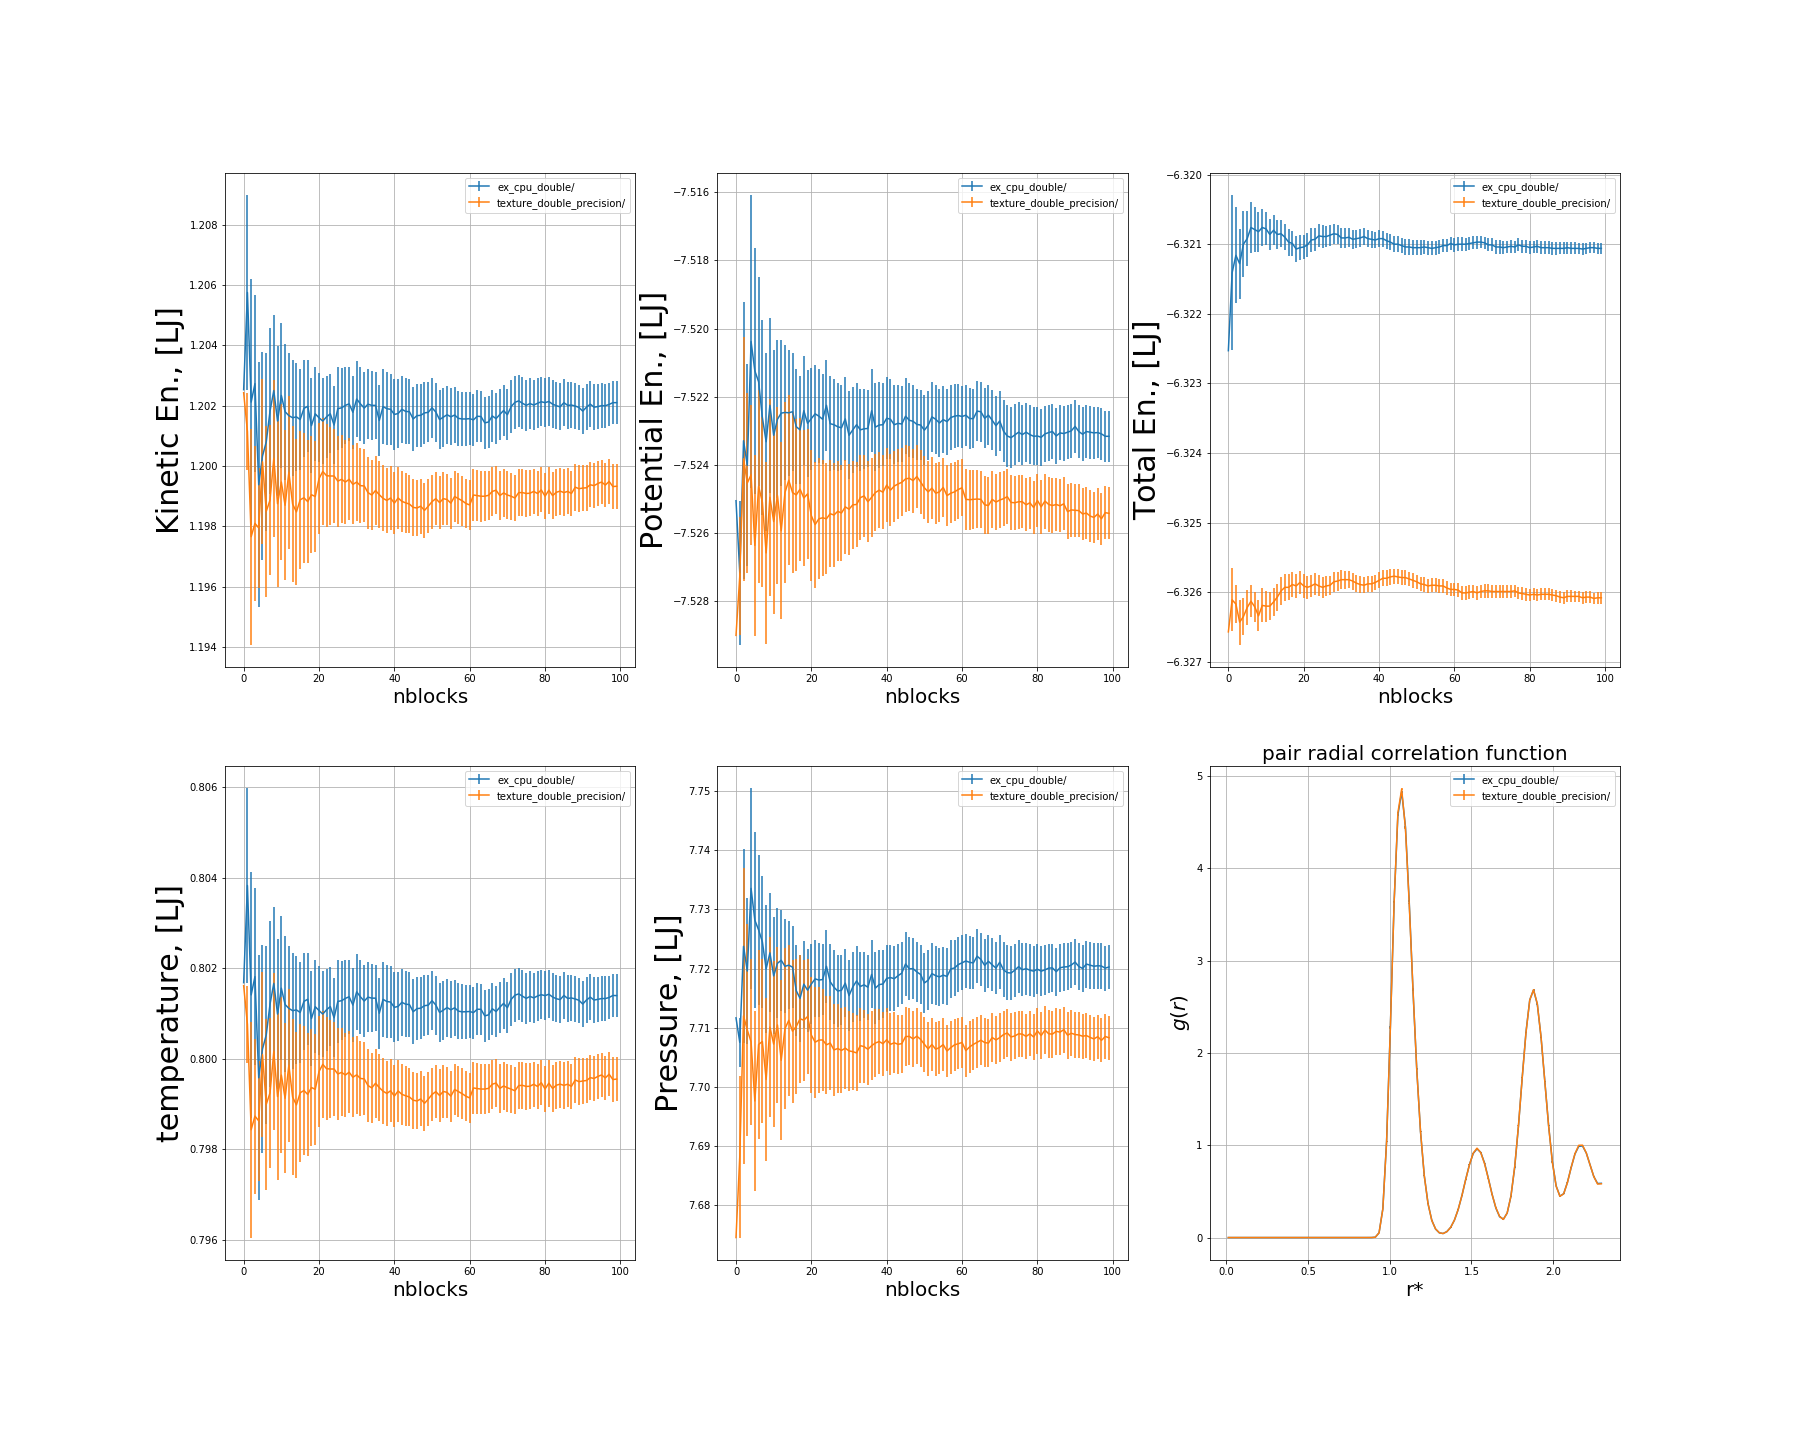 Kinetic En., [LJ]
1.208
1.206
1.204
1.202
1.200
1.198
1.196
1.194
ex_cpu_double/
texture_double_precision/
0 20 40 60 80 100
nblocks
Potential En., [LJ]
−7.516
−7.518
−7.520
−7.522
−7.524
−7.526
−7.528
ex_cpu_double/
texture_double_precision/
0 20 40 60 80 100
nblocks
Total En., [LJ]
−6.320
−6.321
−6.322
−6.323
−6.324
−6.325
−6.326
−6.327
ex_cpu_double/
texture_double_precision/
0 20 40 60 80 100
nblocks
temperature, [LJ]
0.806
0.804
0.802
0.800
0.798
0.796
ex_cpu_double/
texture_double_precision/
0 20 40 60 80 100
nblocks
Pressure, [LJ]
7.75
7.74
7.73
7.72
7.71
7.70
7.69
7.68
ex_cpu_double/
texture_double_precision/
0 20 40 60 80 100
nblocks
pair radial correlation function
g(r)
5
4
3
2
1
0
ex_cpu_double/
texture_double_precision/
0.0 0.5 1.0 1.5 2.0
r*